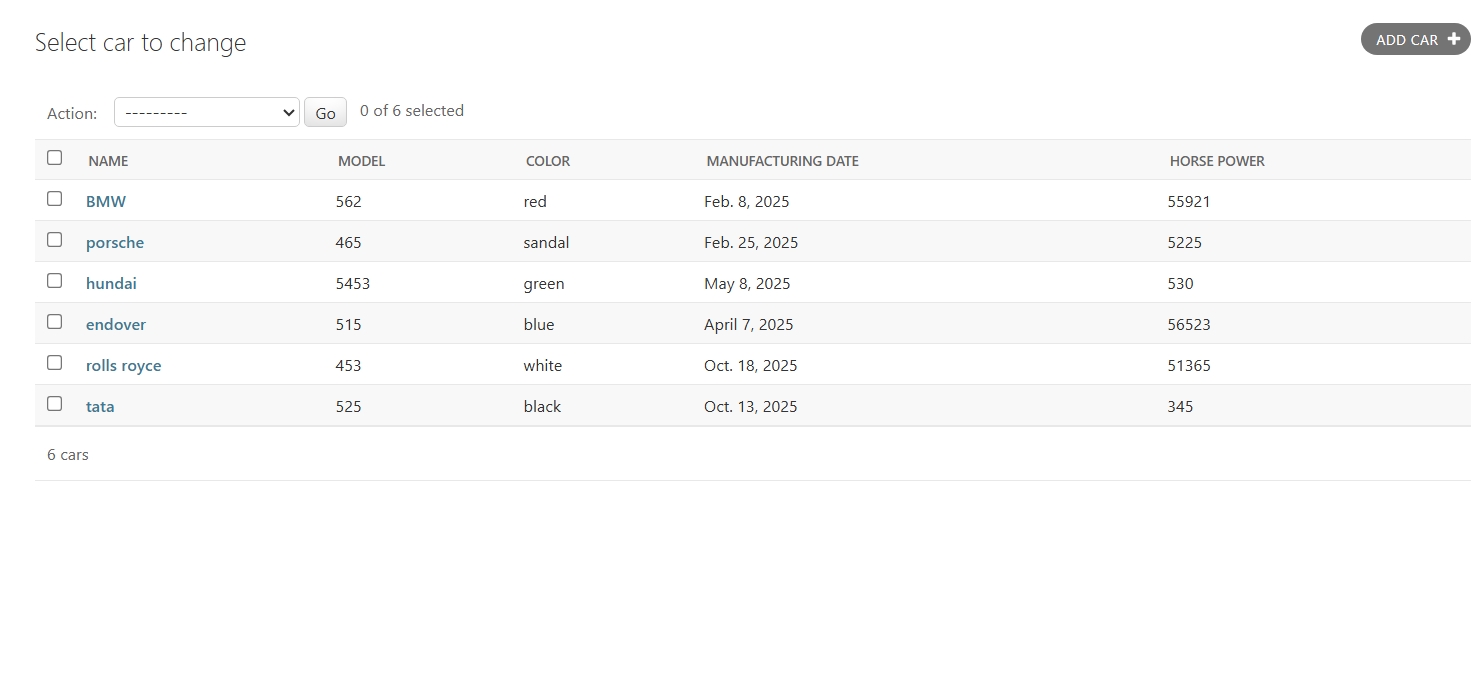 Select car to change
ADD CAR +
Action: --------- Go 0 of 6 selected
NAME MODEL COLOR MANUFACTURING DATE HORSE POWER
BMW 562 red Feb. 8, 2025 55921
porsche 465 sandal Feb. 25, 2025 5225
hundai 5453 green May 8, 2025 530
endover 515 blue April 7, 2025 56523
rolls royce 453 white Oct. 18, 2025 51365
tata 525 black Oct. 13, 2025 345
6 cars